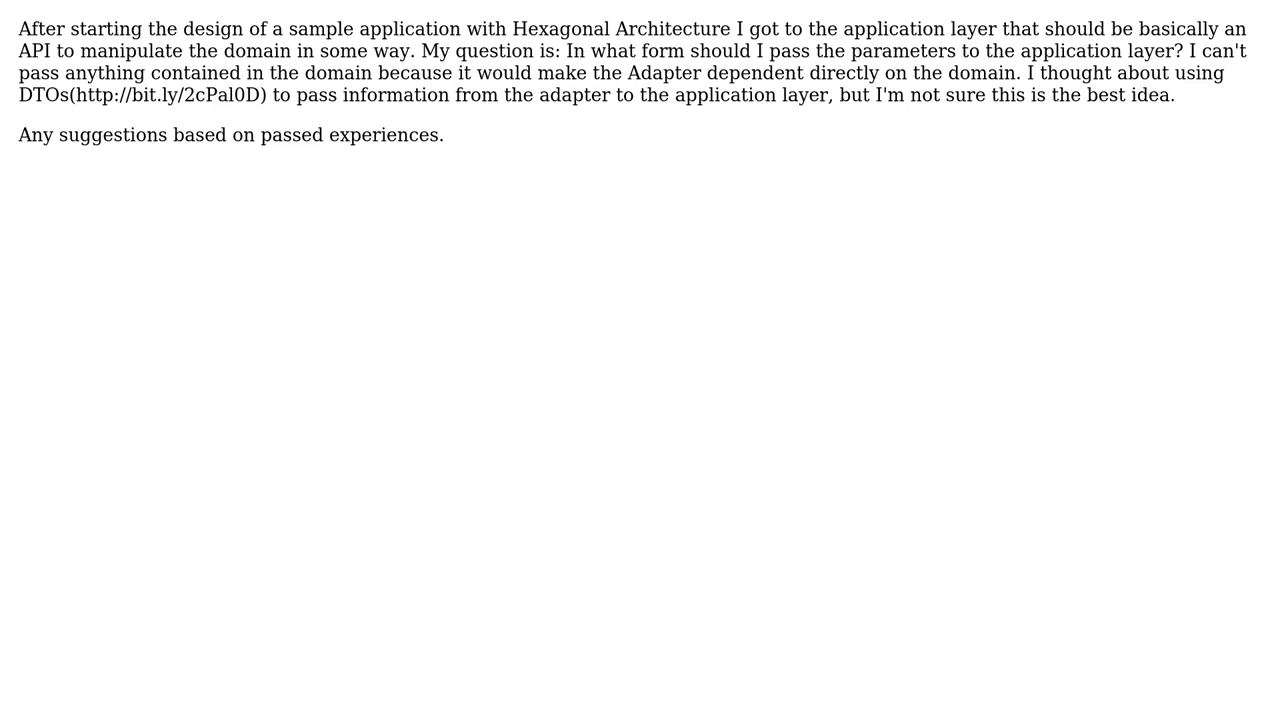 After starting the design of a sample application with Hexagonal Architecture I got to the application layer that should be basically an
API to manipulate the domain in some way. My question is: In what form should I pass the parameters to the application layer? I can't
pass anything contained in the domain because it would make the Adapter dependent directly on the domain. I thought about using
DTOs(http://bit.ly/2cPal0D) to pass information from the adapter to the application layer, but I'm not sure this is the best idea.
Any suggestions based on passed experiences.